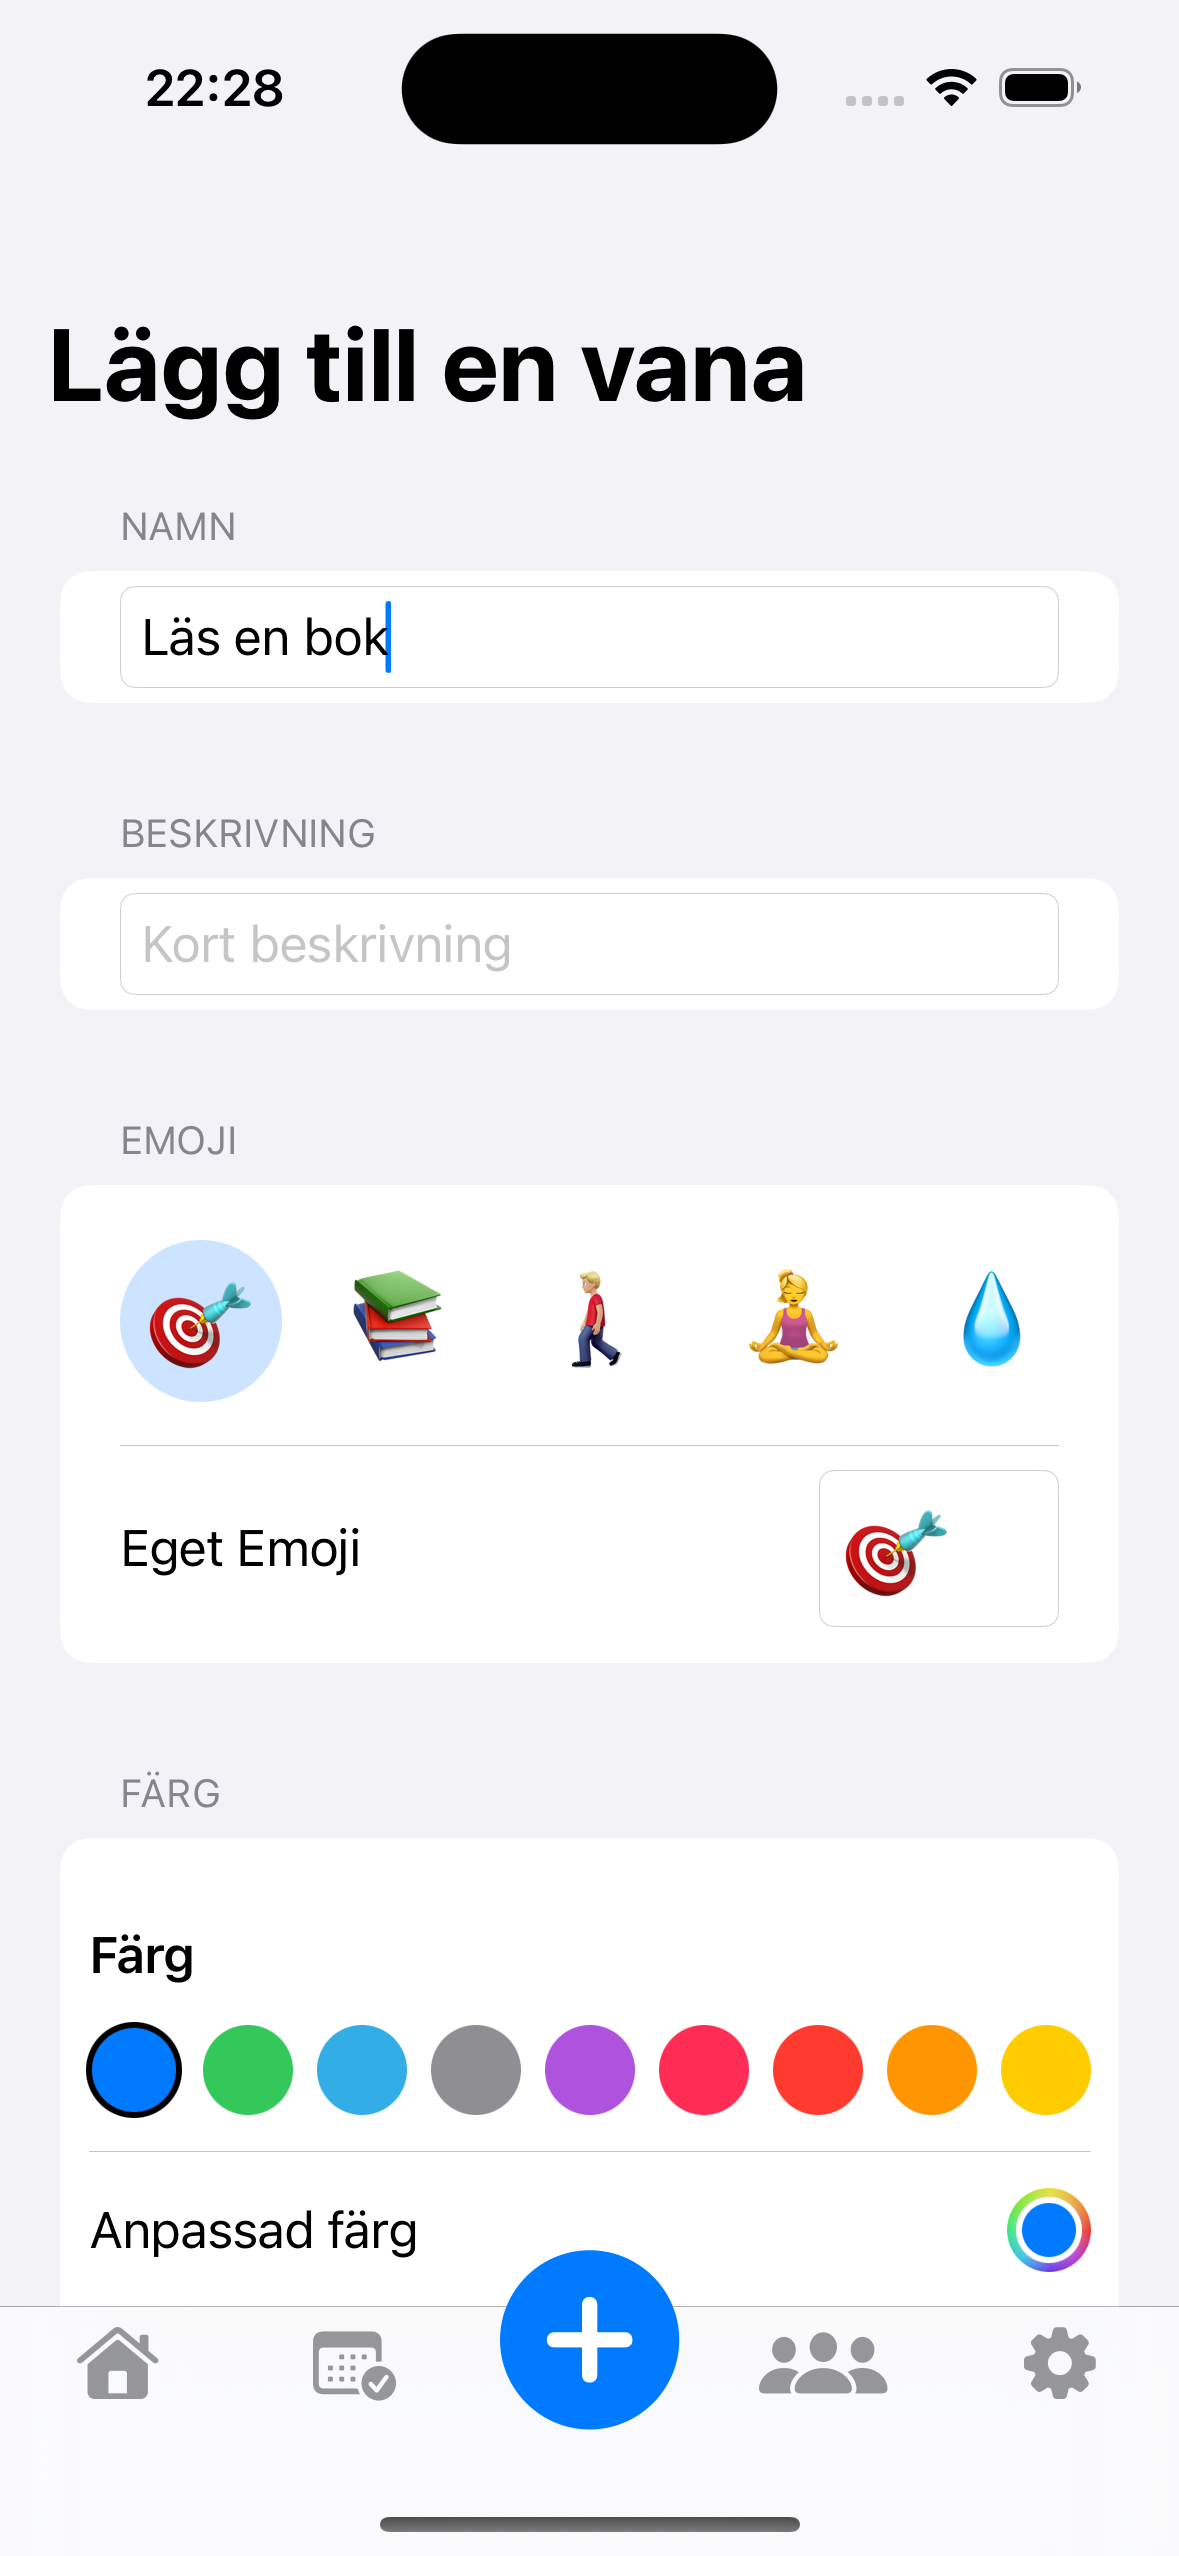 22:28
Lägg till en vana
NAMN
Läs en bok
BESKRIVNING
Kort beskrivning
EMOJI
Eget Emoji
FÄRG
Färg
Anpassad färg